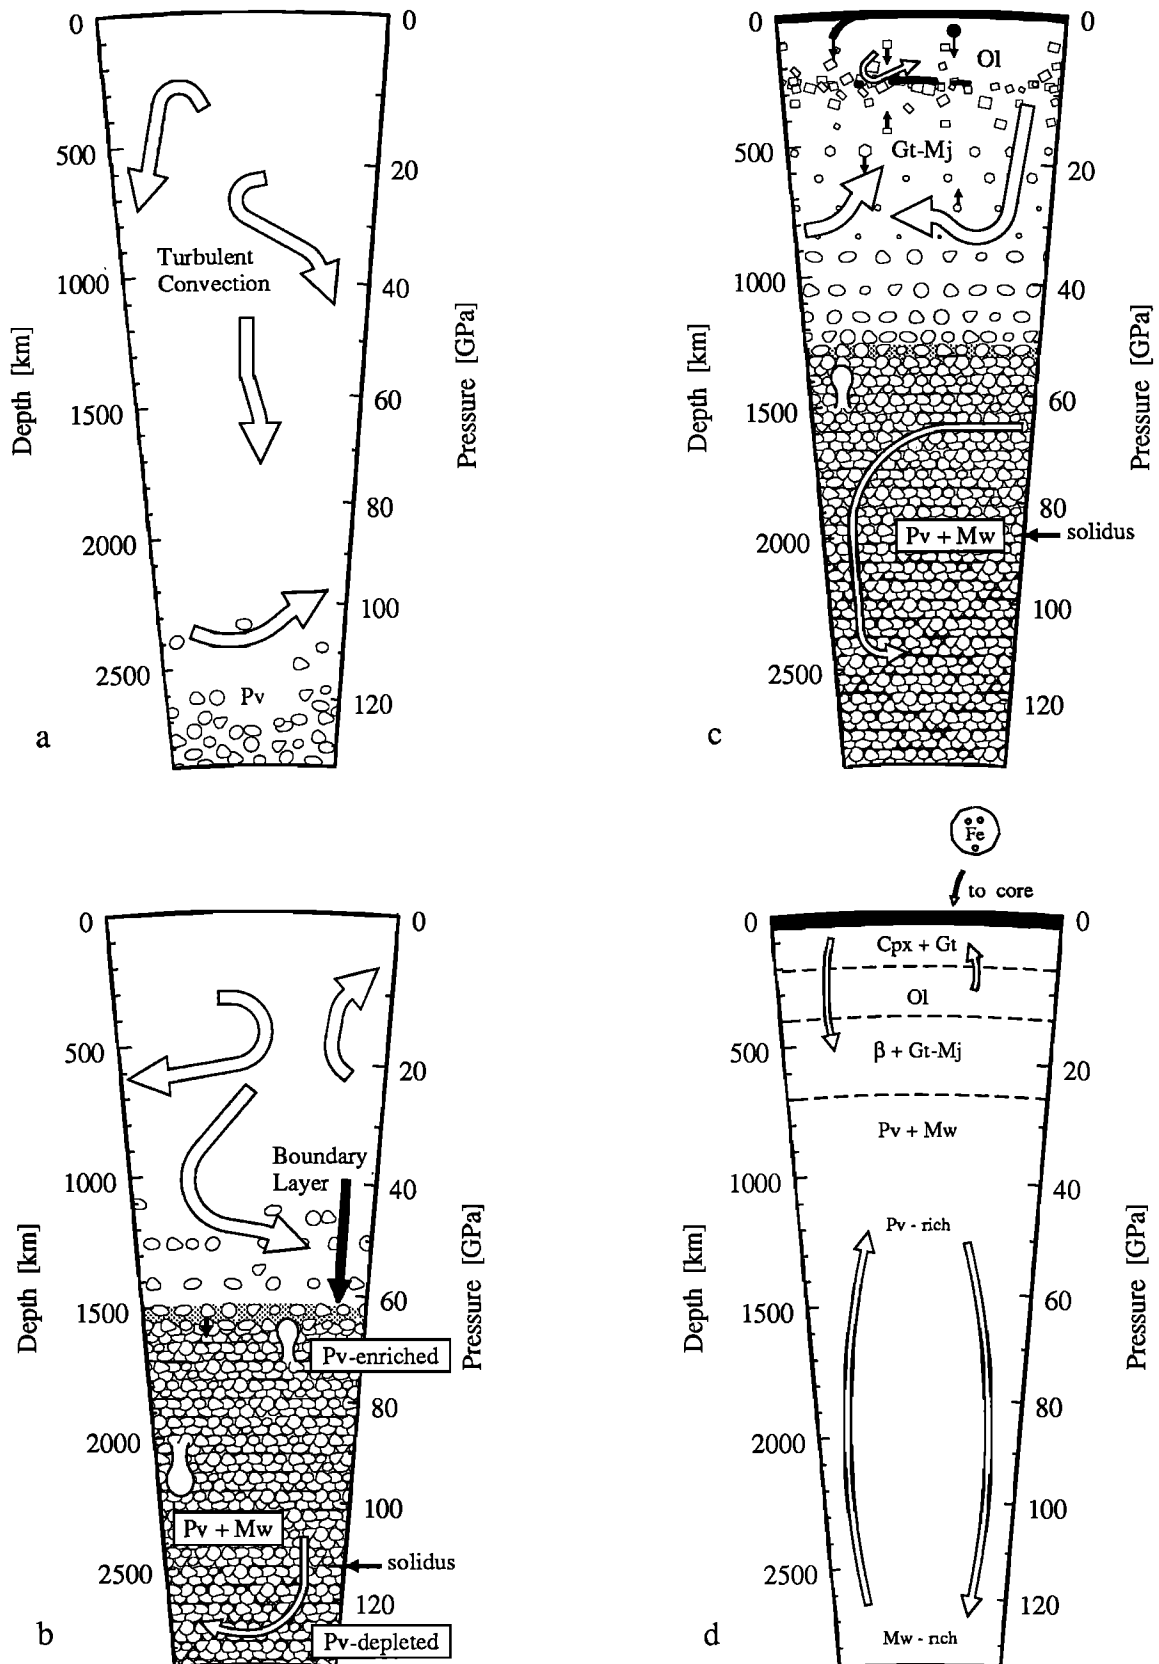 0
0
500
20
Turbulent
Convection
1000
40
Depth [km]
Pressure [GPa]
1500
60
80
2000
100
2500
Pv
120
a
0
0
Ol
500
Gt-Mj
20
1000
40
Depth [km]
Pressure [GPa]
1500
60
80
Pv + Mw
solidus
2000
100
2500
120
c
0
0
500
20
Boundary
Layer
1000
40
Depth [km]
Pressure [GPa]
1500
60
Pv-enriched
80
2000
100
Pv + Mw
solidus
2500
120
Pv-depleted
b
Fe
to core
0
0
Cpx + Gt
Ol
500
β + Gt-Mj
20
Pv + Mw
1000
40
Pv - rich
Depth [km]
Pressure [GPa]
1500
60
80
2000
100
2500
120
Mw - rich
d